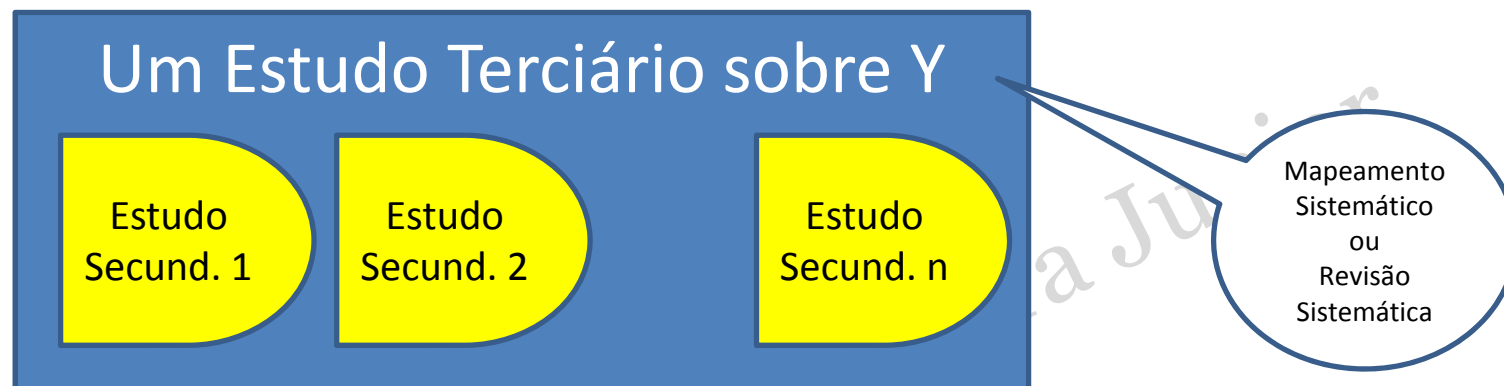 Um Estudo Terciário sobre Y
Estudo
Secund. 1
Estudo
Secund. 2
Estudo
Secund. n
Mapeamento
Sistemático
ou
Revisão
Sistemática